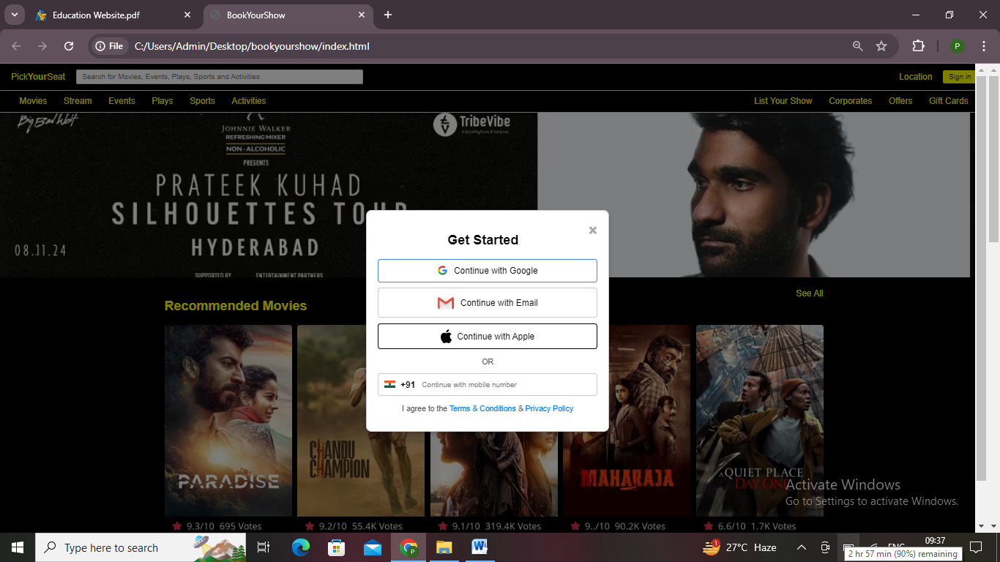 Education Website.pdf
BookYourShow
File C:/Users/Admin/Desktop/bookyourshow/index.html
P
PickYourSeat Search for Movies, Events, Plays, Sports and Activities Location Sign in
Movies Stream Events Plays Sports Activities List Your Show Corporates Offers Gift Cards
Big Bad Wolf
JOHNNIE WALKER
REFRESHING MIXER
NON-ALCOHOLIC
PRESENTS
TribeVibe
PRATEEK KUHAD
SILHOUETTES TOUR
08.11.24 HYDERABAD
SUPPORTED BY ENTERTAINMENT PARTNERS
Get Started
Continue with Google
Continue with Email
Continue with Apple
OR
+91 Continue with mobile number
I agree to the Terms & Conditions & Privacy Policy
See All
Recommended Movies
PARADISE
CHANDU
CHAMPION
MAHARAJA
A QUIET PLACE
DAY ONE
9.3/10 695 Votes
9.2/10 55.4K Votes
9.1/10 319.4K Votes
9../10 90.2K Votes
6.6/10 1.7K Votes
Activate Windows
Go to Settings to activate Windows.
Type here to search
1
27°C Haze
ENG
09:37
2 hr 57 min (90%) remaining